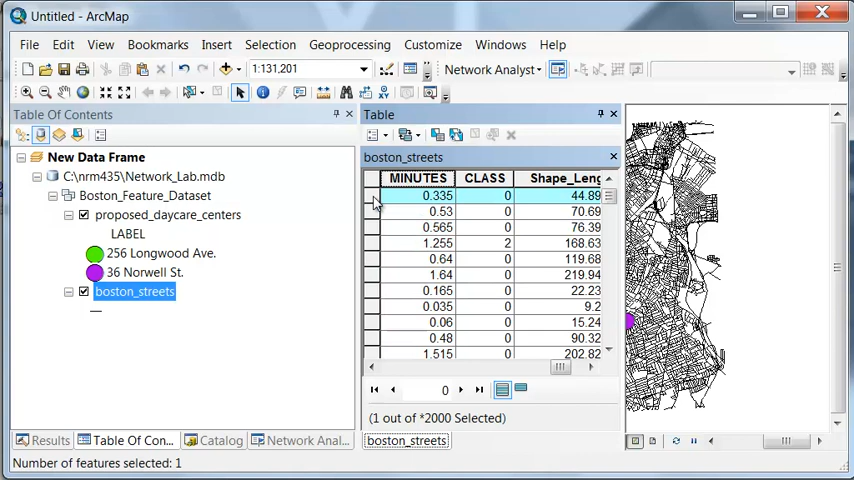 Untitled - ArcMap
File Edit View Bookmarks Insert Selection Geoprocessing Customize Windows Help
1:131,201 Network Analyst
Table Of Contents
New Data Frame
C:\nrm435\Network_Lab.mdb
Boston_Feature_Dataset
proposed_daycare_centers
LABEL
256 Longwood Ave.
36 Norwell St.
boston_streets
Table
boston_streets
MINUTES CLASS Shape_Leng
0.335 0 44.89
0.53 0 70.69
0.565 0 76.39
1.255 2 168.63
0.64 0 119.68
1.64 0 219.94
0.165 0 22.23
0.035 0 9.2
0.06 0 15.24
0.48 0 90.32
1.515 0 202.82
0
(1 out of *2000 Selected)
boston_streets
Results Table Of Con... Catalog Network Anal...
Number of features selected: 1